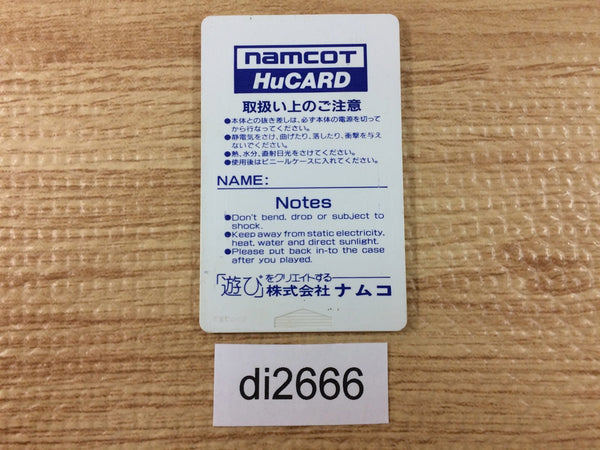 namcoT
HuCARD
取扱い上のご注意
●本体との抜き差しは、必ず本体の電源を切って
から行なってください。
●静電気をさけ、曲げたり、落したり、衝撃を与え
ないでください。
●熱、水分、直射日光をさけてください。
●使用後はビニールケースに入れてください。
NAME:
Notes
●Don't bend, drop or subject to
shock.
●Keep away from static electricity,
heat, water and direct sunlight.
●Please put back in-to the case
after you played.
「遊び」をクリエイトする
株式会社 ナムコ
di2666